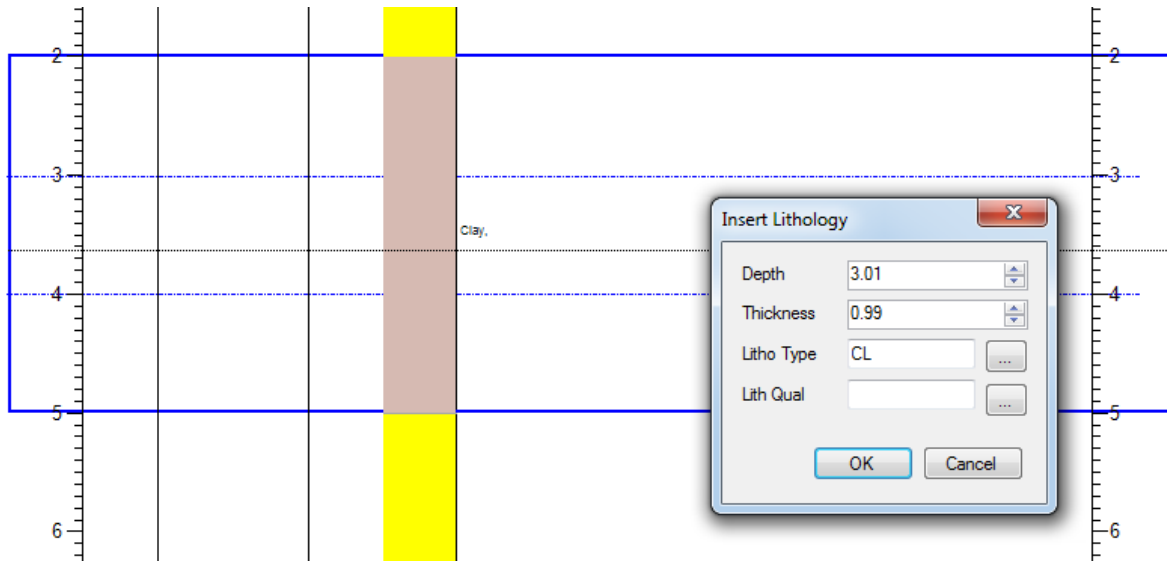 2 2
3 3
Insert Lithology
Clay,
Depth 3.01
4 4
Thickness 0.99
Litho Type CL ...
Lith Qual ...
5 5
OK Cancel
6 6